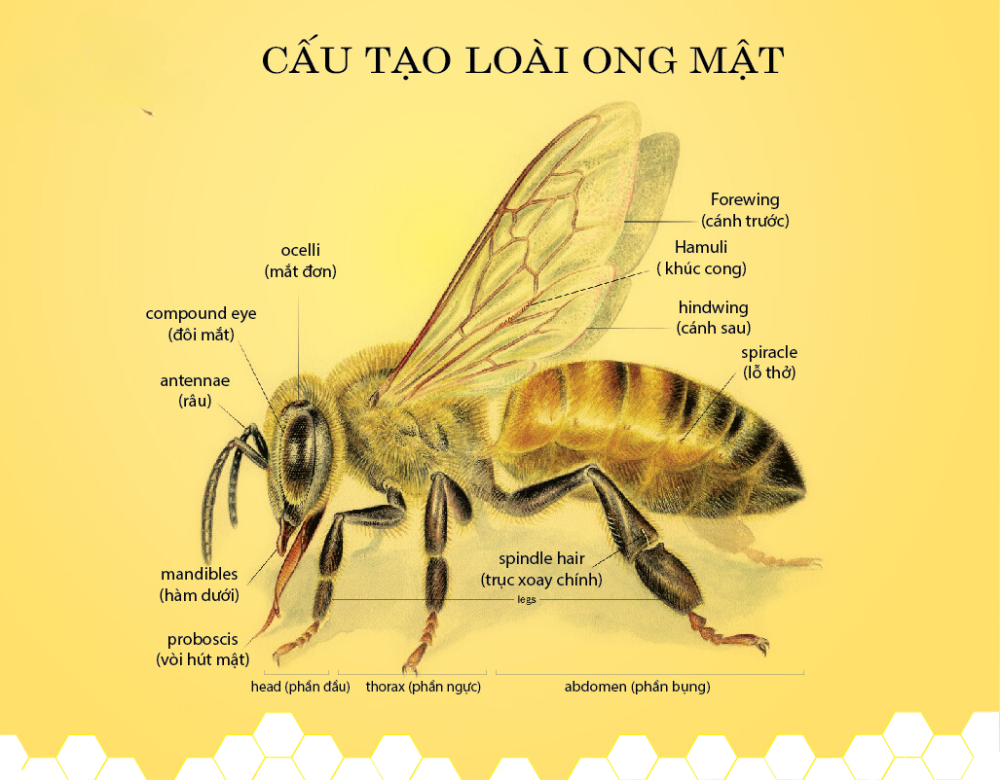 CẤU TẠO LOÀI ONG MẬT
Forewing
(cánh trước)
Hamuli
( khúc cong)
ocelli
(mắt đơn)
hindwing
(cánh sau)
compound eye
(đôi mắt)
spiracle
(lỗ thở)
antennae
(râu)
spindle hair
(trục xoay chính)
mandibles
(hàm dưới)
legs
proboscis
(vòi hút mật)
head (phần đầu)
thorax (phần ngực)
abdomen (phần bụng)